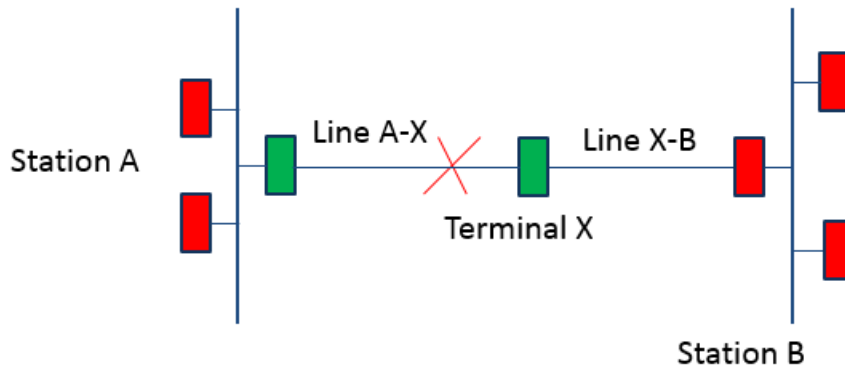 Line A-X
Line X-B
Station A
Terminal X
Station B